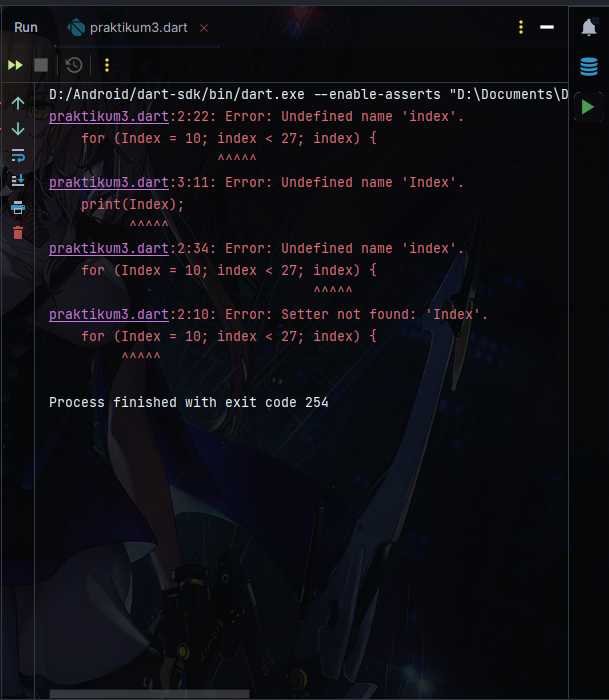 Run praktikum3.dart
D:/Android/dart-sdk/bin/dart.exe --enable-asserts "D:\Documents\D
praktikum3.dart:2:22: Error: Undefined name 'index'.
    for (Index = 10; index < 27; index) {
                     ^^^^^
praktikum3.dart:3:11: Error: Undefined name 'Index'.
    print(Index);
          ^^^^^
praktikum3.dart:2:34: Error: Undefined name 'index'.
    for (Index = 10; index < 27; index) {
                                 ^^^^^
praktikum3.dart:2:10: Error: Setter not found: 'Index'.
    for (Index = 10; index < 27; index) {
         ^^^^^
Process finished with exit code 254